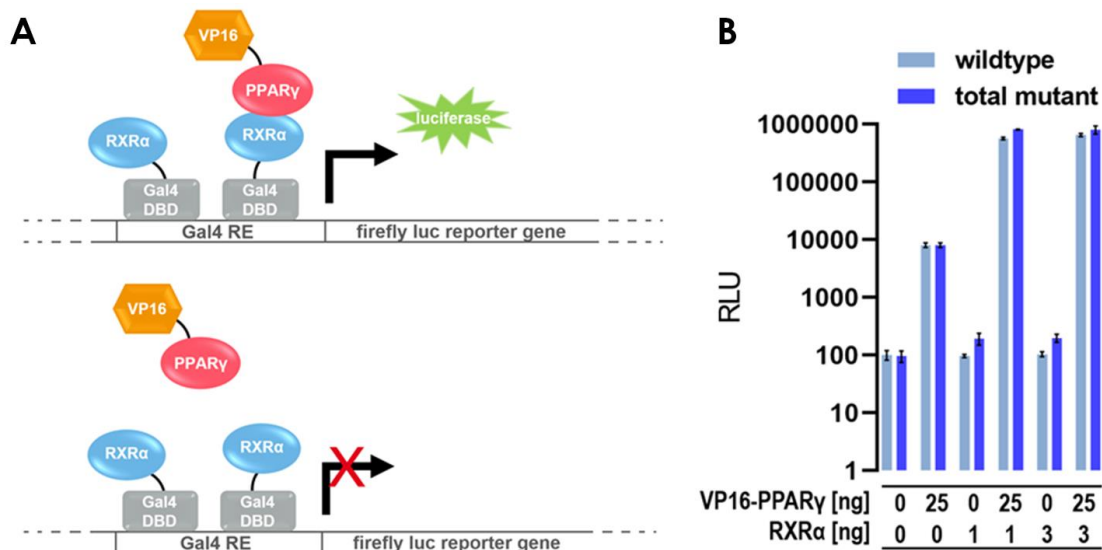 A
VP16
PPARγ
RXRα
RXRα
luciferase
Gal4
DBD
Gal4
DBD
Gal4 RE
firefly luc reporter gene
VP16
PPARγ
RXRα
RXRα
X
Gal4
DBD
Gal4
DBD
Gal4 RE
firefly luc reporter gene
B
wildtype
total mutant
RLU
1000000
100000
10000
1000
100
10
1
VP16-PPARγ [ng] 0 25 0 25 0 25
RXRα [ng] 0 0 1 1 3 3